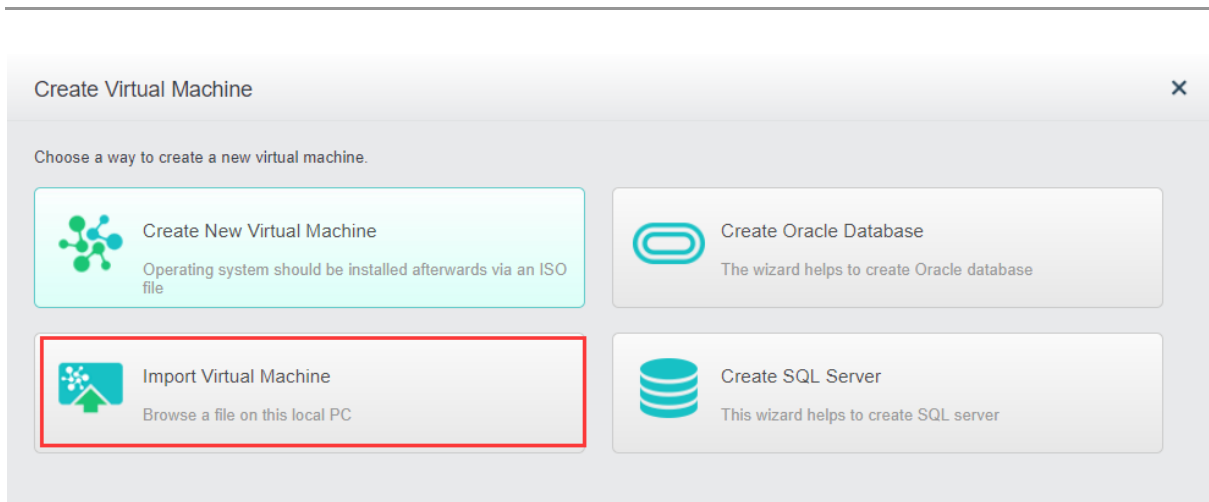 Create Virtual Machine
Choose a way to create a new virtual machine.
Create New Virtual Machine
Operating system should be installed afterwards via an ISO
file
Create Oracle Database
The wizard helps to create Oracle database
Import Virtual Machine
Browse a file on this local PC
Create SQL Server
This wizard helps to create SQL server